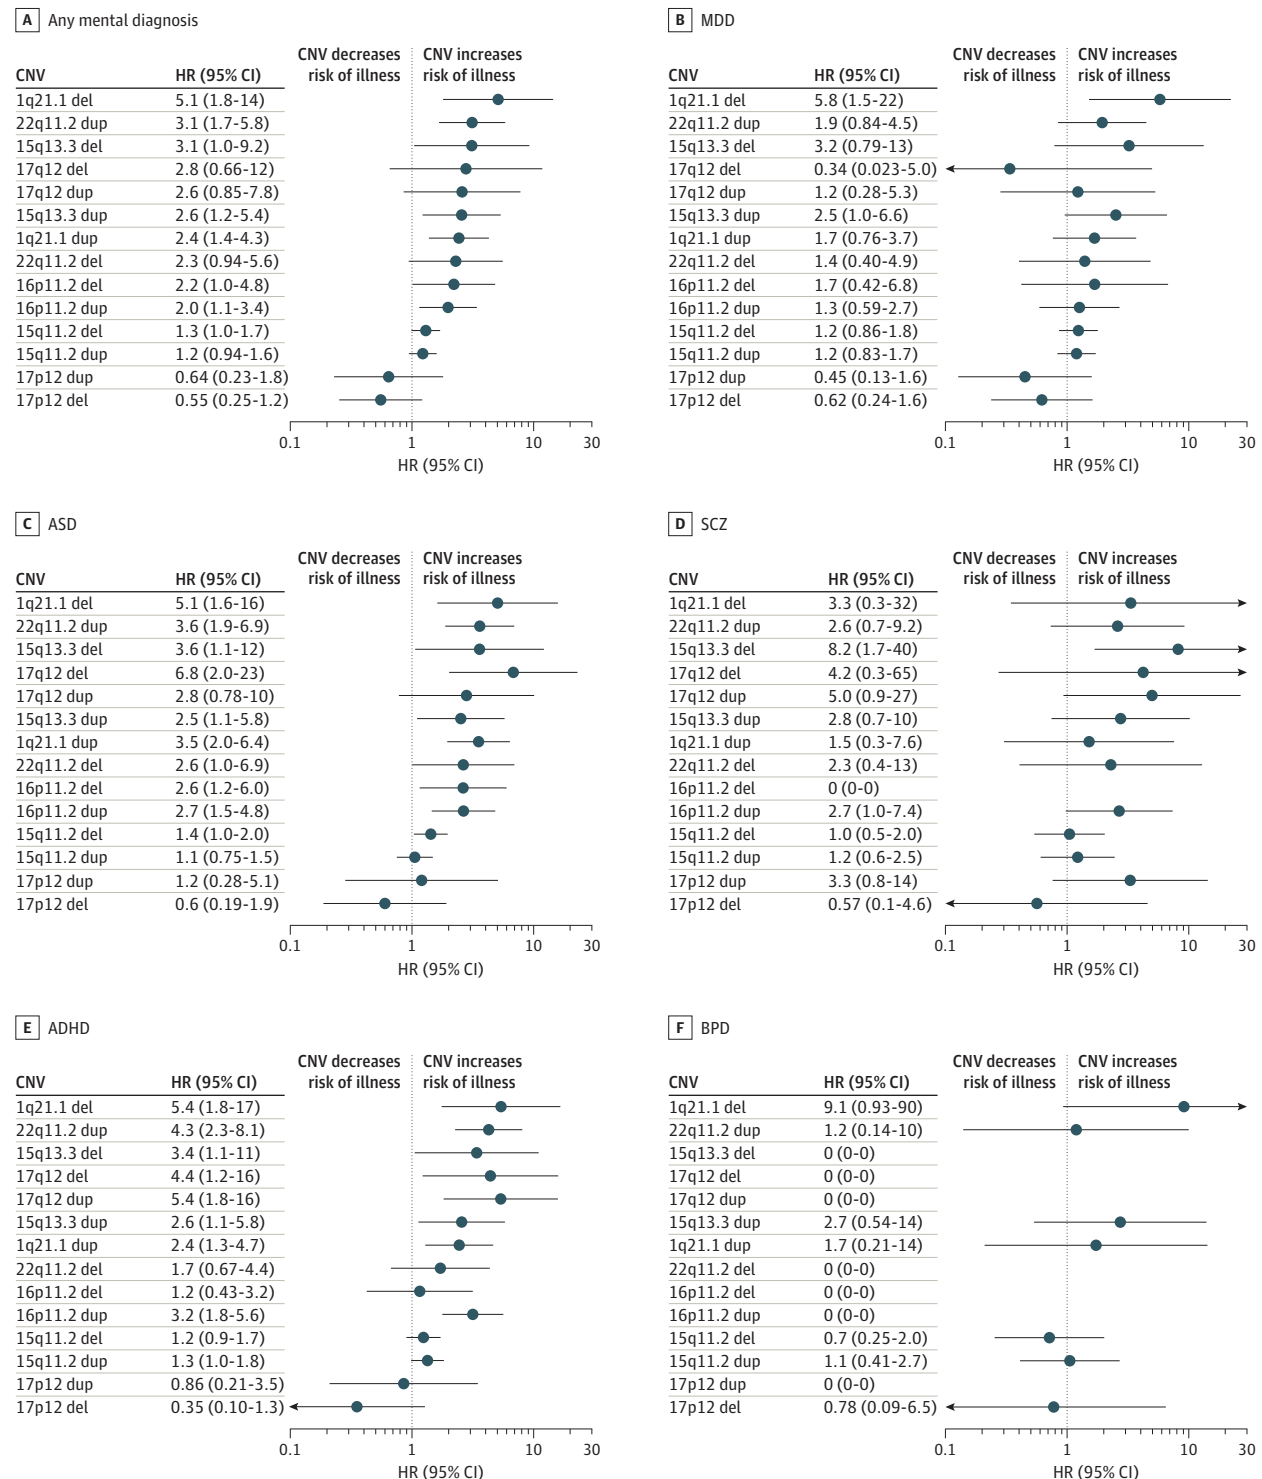 A Any mental diagnosis
CNV decreases CNV increases
CNV HR (95% CI) risk of illness risk of illness
1q21.1 del 5.1 (1.8-14)
22q11.2 dup 3.1 (1.7-5.8)
15q13.3 del 3.1 (1.0-9.2)
17q12 del 2.8 (0.66-12)
17q12 dup 2.6 (0.85-7.8)
15q13.3 dup 2.6 (1.2-5.4)
1q21.1 dup 2.4 (1.4-4.3)
22q11.2 del 2.3 (0.94-5.6)
16p11.2 del 2.2 (1.0-4.8)
16p11.2 dup 2.0 (1.1-3.4)
15q11.2 del 1.3 (1.0-1.7)
15q11.2 dup 1.2 (0.94-1.6)
17p12 dup 0.64 (0.23-1.8)
17p12 del 0.55 (0.25-1.2)
0.1 1 10 30
HR (95% CI)
B MDD
CNV decreases CNV increases
CNV HR (95% CI) risk of illness risk of illness
1q21.1 del 5.8 (1.5-22)
22q11.2 dup 1.9 (0.84-4.5)
15q13.3 del 3.2 (0.79-13)
17q12 del 0.34 (0.023-5.0)
17q12 dup 1.2 (0.28-5.3)
15q13.3 dup 2.5 (1.0-6.6)
1q21.1 dup 1.7 (0.76-3.7)
22q11.2 del 1.4 (0.40-4.9)
16p11.2 del 1.7 (0.42-6.8)
16p11.2 dup 1.3 (0.59-2.7)
15q11.2 del 1.2 (0.86-1.8)
15q11.2 dup 1.2 (0.83-1.7)
17p12 dup 0.45 (0.13-1.6)
17p12 del 0.62 (0.24-1.6)
0.1 1 10 30
HR (95% CI)
C ASD
CNV decreases CNV increases
CNV HR (95% CI) risk of illness risk of illness
1q21.1 del 5.1 (1.6-16)
22q11.2 dup 3.6 (1.9-6.9)
15q13.3 del 3.6 (1.1-12)
17q12 del 6.8 (2.0-23)
17q12 dup 2.8 (0.78-10)
15q13.3 dup 2.5 (1.1-5.8)
1q21.1 dup 3.5 (2.0-6.4)
22q11.2 del 2.6 (1.0-6.9)
16p11.2 del 2.6 (1.2-6.0)
16p11.2 dup 2.7 (1.5-4.8)
15q11.2 del 1.4 (1.0-2.0)
15q11.2 dup 1.1 (0.75-1.5)
17p12 dup 1.2 (0.28-5.1)
17p12 del 0.6 (0.19-1.9)
0.1 1 10 30
HR (95% CI)
D SCZ
CNV decreases CNV increases
CNV HR (95% CI) risk of illness risk of illness
1q21.1 del 3.3 (0.3-32)
22q11.2 dup 2.6 (0.7-9.2)
15q13.3 del 8.2 (1.7-40)
17q12 del 4.2 (0.3-65)
17q12 dup 5.0 (0.9-27)
15q13.3 dup 2.8 (0.7-10)
1q21.1 dup 1.5 (0.3-7.6)
22q11.2 del 2.3 (0.4-13)
16p11.2 del 0 (0-0)
16p11.2 dup 2.7 (1.0-7.4)
15q11.2 del 1.0 (0.5-2.0)
15q11.2 dup 1.2 (0.6-2.5)
17p12 dup 3.3 (0.8-14)
17p12 del 0.57 (0.1-4.6)
0.1 1 10 30
HR (95% CI)
E ADHD
CNV decreases CNV increases
CNV HR (95% CI) risk of illness risk of illness
1q21.1 del 5.4 (1.8-17)
22q11.2 dup 4.3 (2.3-8.1)
15q13.3 del 3.4 (1.1-11)
17q12 del 4.4 (1.2-16)
17q12 dup 5.4 (1.8-16)
15q13.3 dup 2.6 (1.1-5.8)
1q21.1 dup 2.4 (1.3-4.7)
22q11.2 del 1.7 (0.67-4.4)
16p11.2 del 1.2 (0.43-3.2)
16p11.2 dup 3.2 (1.8-5.6)
15q11.2 del 1.2 (0.9-1.7)
15q11.2 dup 1.3 (1.0-1.8)
17p12 dup 0.86 (0.21-3.5)
17p12 del 0.35 (0.10-1.3)
0.1 1 10 30
HR (95% CI)
F BPD
CNV decreases CNV increases
CNV HR (95% CI) risk of illness risk of illness
1q21.1 del 9.1 (0.93-90)
22q11.2 dup 1.2 (0.14-10)
15q13.3 del 0 (0-0)
17q12 del 0 (0-0)
17q12 dup 0 (0-0)
15q13.3 dup 2.7 (0.54-14)
1q21.1 dup 1.7 (0.21-14)
22q11.2 del 0 (0-0)
16p11.2 del 0 (0-0)
16p11.2 dup 0 (0-0)
15q11.2 del 0.7 (0.25-2.0)
15q11.2 dup 1.1 (0.41-2.7)
17p12 dup 0 (0-0)
17p12 del 0.78 (0.09-6.5)
0.1 1 10 30
HR (95% CI)